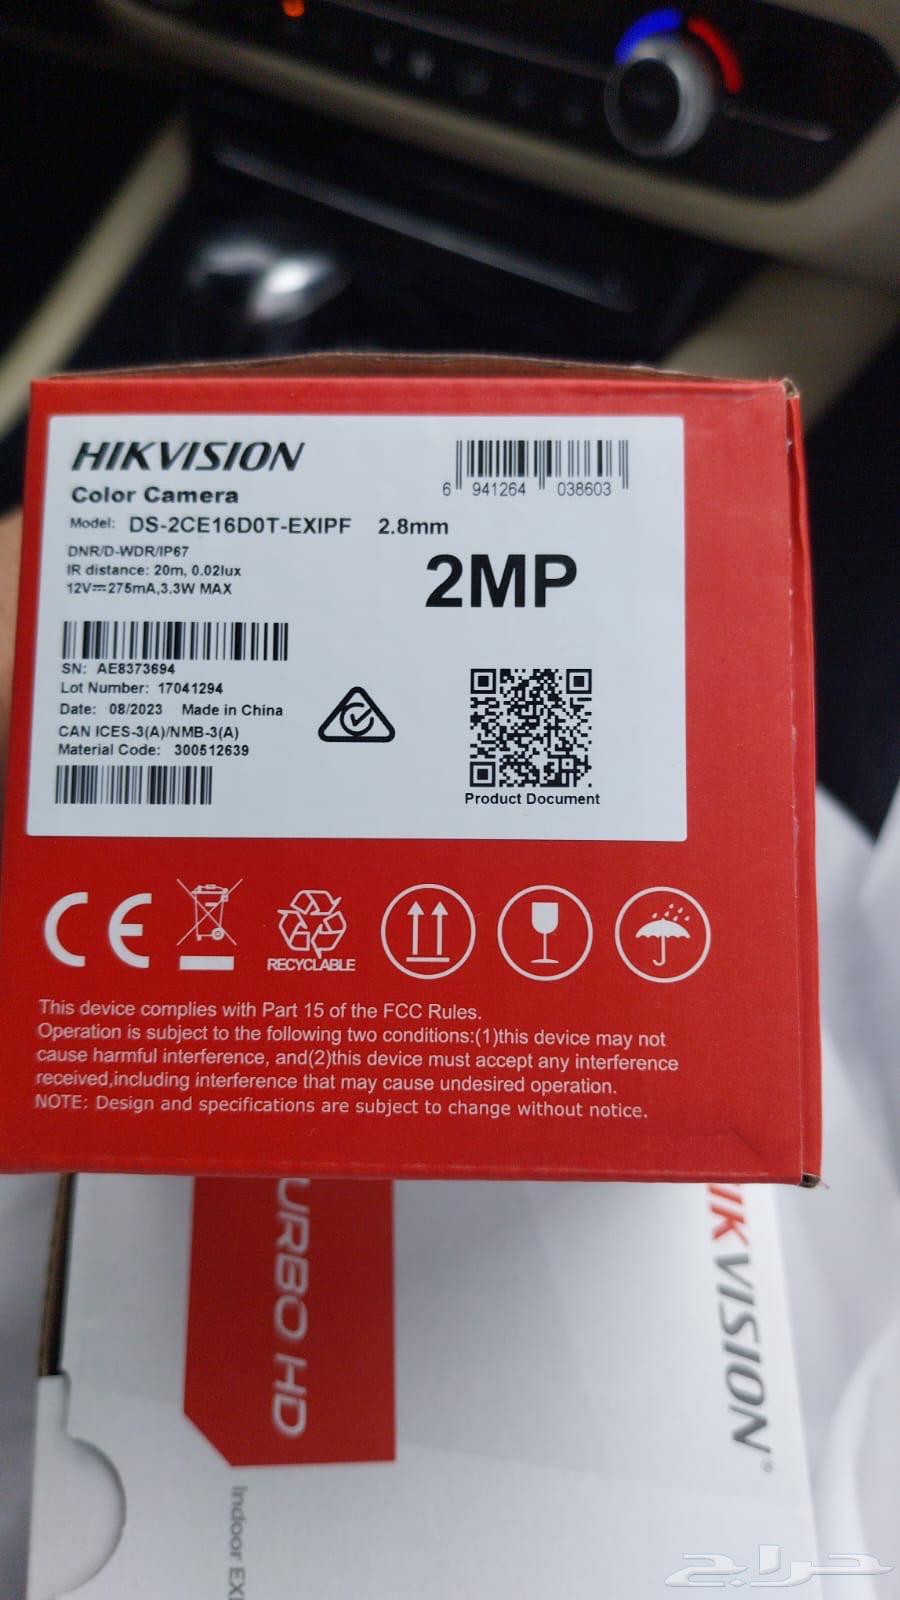 HIKVISION
Color Camera
Model: DS-2CE16D0T-EXIPF 2.8mm
DNR/D-WDR/IP67
IR distance: 20m, 0.02lux
12V⎓275mA,3.3W MAX
6 941264 038603
2MP
SN: AE8373694
Lot Number: 17041294
Date: 08/2023 Made in China
CAN ICES-3(A)/NMB-3(A)
Material Code: 300512639
Product Document
CE
RECYCLABLE
This device complies with Part 15 of the FCC Rules.
Operation is subject to the following two conditions:(1)this device may not
cause harmful interference, and(2)this device must accept any interference
received,including interference that may cause undesired operation.
NOTE: Design and specifications are subject to change without notice.
URBO HD
IKVISION®
Indoor EXI
حراج